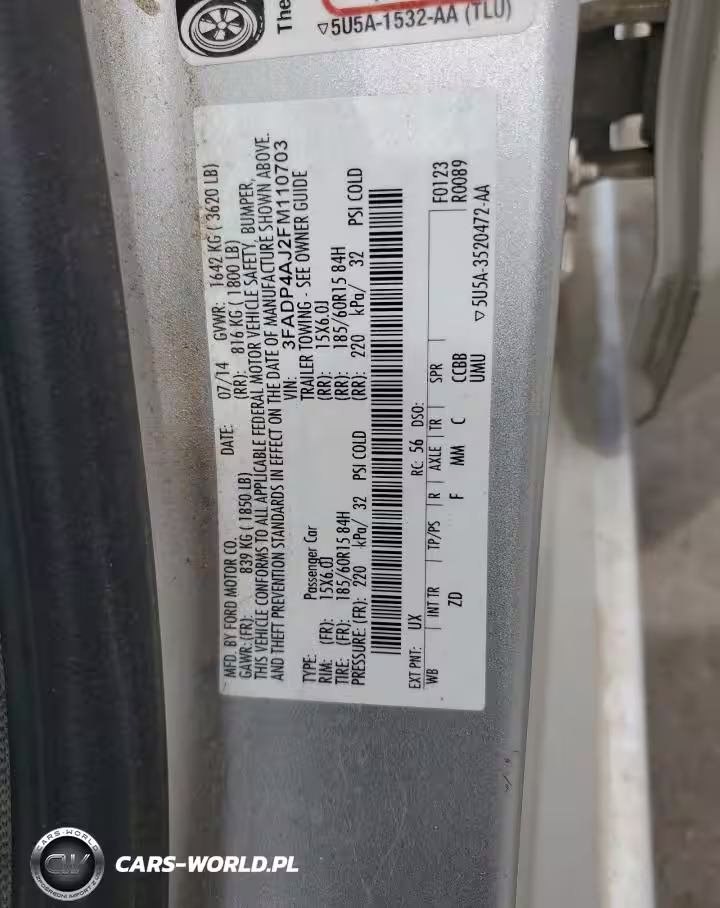 The
▽5U5A-1532-AA (TLU)
MFD. BY FORD MOTOR CO. DATE: 07/14 GVWR: 1642 KG ( 3620 LB)
GAWR: (FR): 839 KG ( 1850 LB) (RR): 816 KG ( 1800 LB)
THIS VEHICLE CONFORMS TO ALL APPLICABLE FEDERAL MOTOR VEHICLE SAFETY, BUMPER,
AND THEFT PREVENTION STANDARDS IN EFFECT ON THE DATE OF MANUFACTURE SHOWN ABOVE.
VIN: 3FADP4AJ2FM110703
TYPE: Passenger Car TRAILER TOWING - SEE OWNER GUIDE
RIM: (FR): 15X6.0J (RR): 15X6.0J
TIRE: (FR): 185/60R15 84H (RR): 185/60R15 84H
PRESSURE: (FR): 220 kPa/ 32 PSI COLD (RR): 220 kPa/ 32 PSI COLD
EXT PNT: UX RC: 56 DSO: F0123
WB INT TR TP/PS R AXLE TR SPR R0089
ZD F MM C CCBB
UMU
▽5U5A-3520472-AA
CARS-WORLD
CW
CARS-WORLD.PL